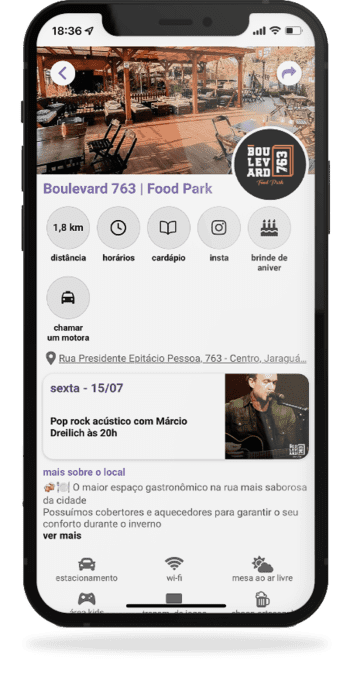 18:36
BOU
LEV
ARD
763
Food Park
Boulevard 763 | Food Park
1,8 km
distância
horários
cardápio
insta
brinde de
aniver
chamar
um motora
Rua Presidente Epitácio Pessoa, 763 - Centro, Jaraguá...
sexta - 15/07
Pop rock acústico com Márcio
Dreilich às 20h
mais sobre o local
O maior espaço gastronômico na rua mais saborosa
da cidade
Possuímos cobertores e aquecedores para garantir o seu
conforto durante o inverno
ver mais
estacionamento
wi-fi
mesa ao ar livre
área kids